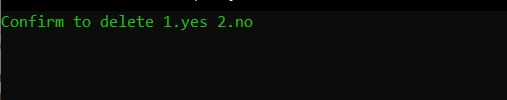 Confirm to delete 1.yes 2.no